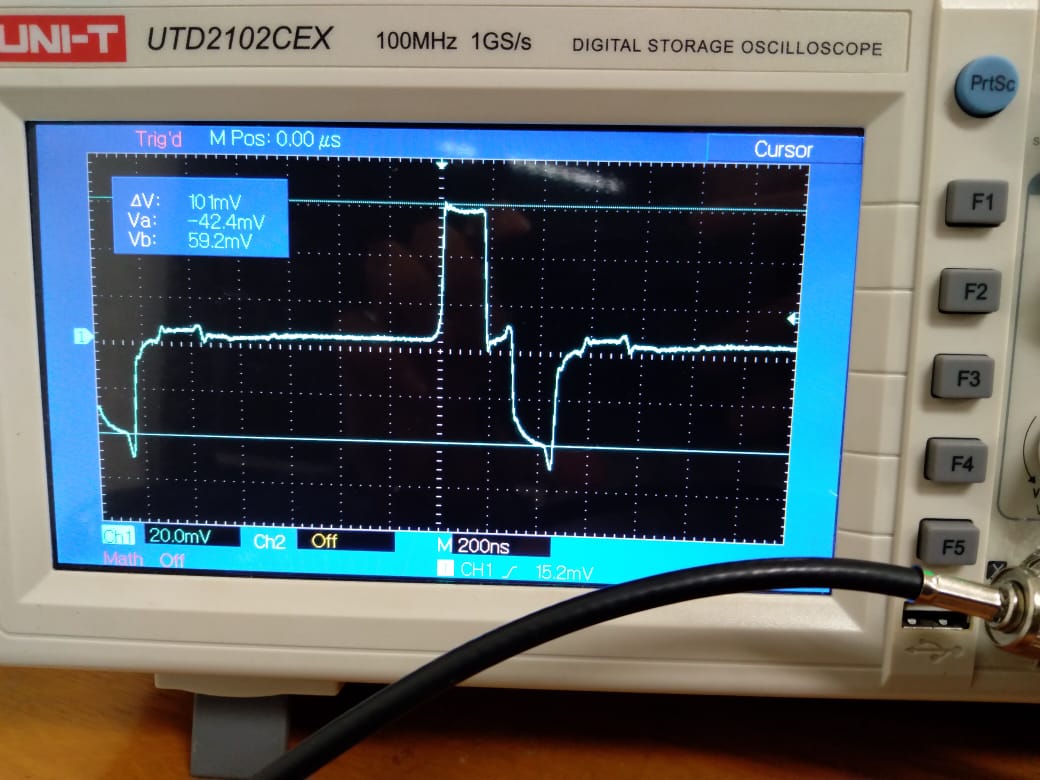 UNI-T UTD2102CEX 100MHz 1GS/s DIGITAL STORAGE OSCILLOSCOPE
PrtSc
Trig'd M Pos: 0.00 μs Cursor
ΔV: 101mV
Va: -42.4mV
Vb: 59.2mV
F1
F2
1
F3
F4
Ch1 20.0mV Ch2 Off M 200ns
F5
Math Off CH1 15.2mV